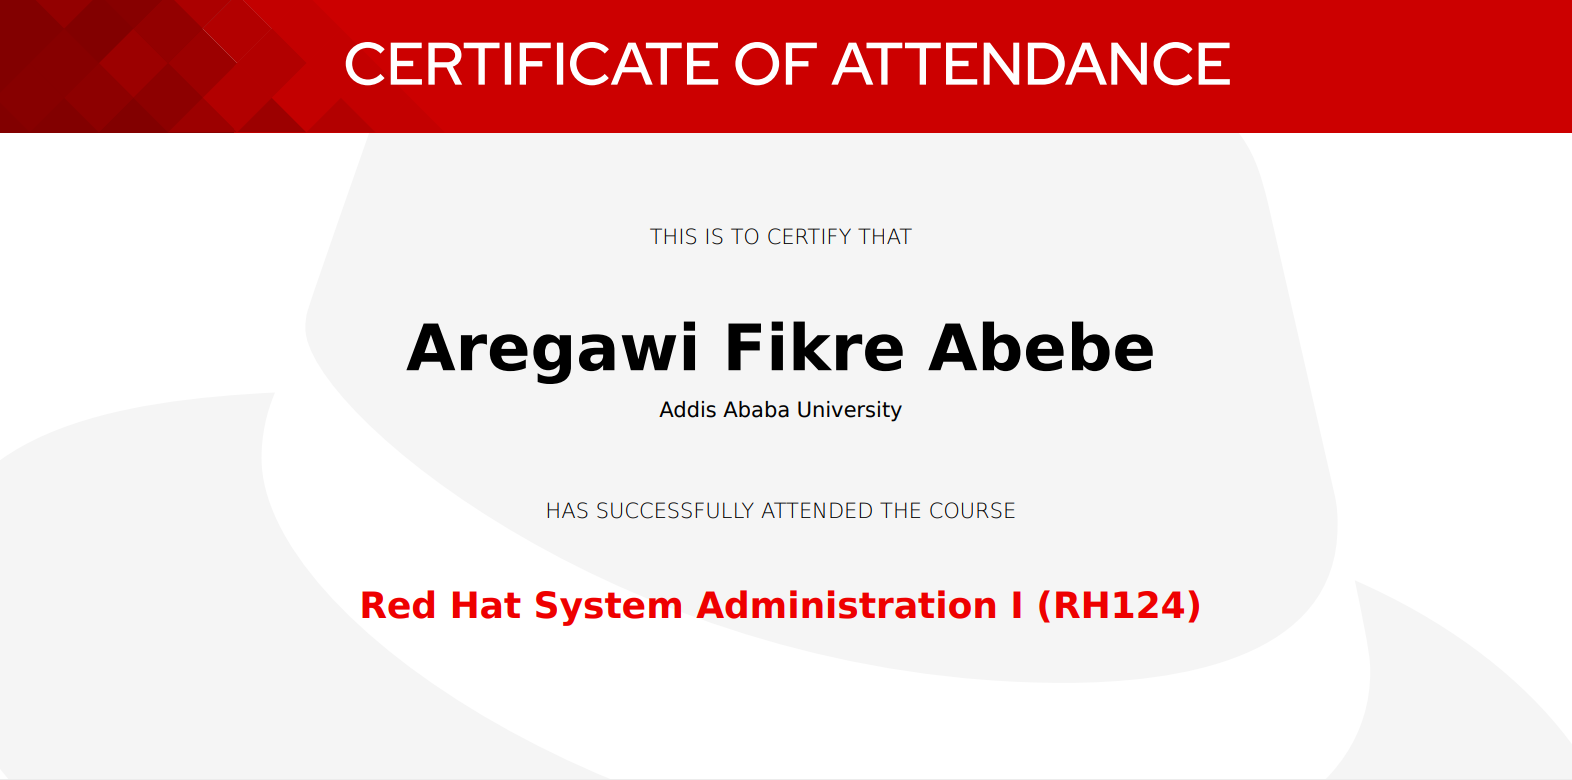 CERTIFICATE OF ATTENDANCE
THIS IS TO CERTIFY THAT
Aregawi Fikre Abebe
Addis Ababa University
HAS SUCCESSFULLY ATTENDED THE COURSE
Red Hat System Administration I (RH124)